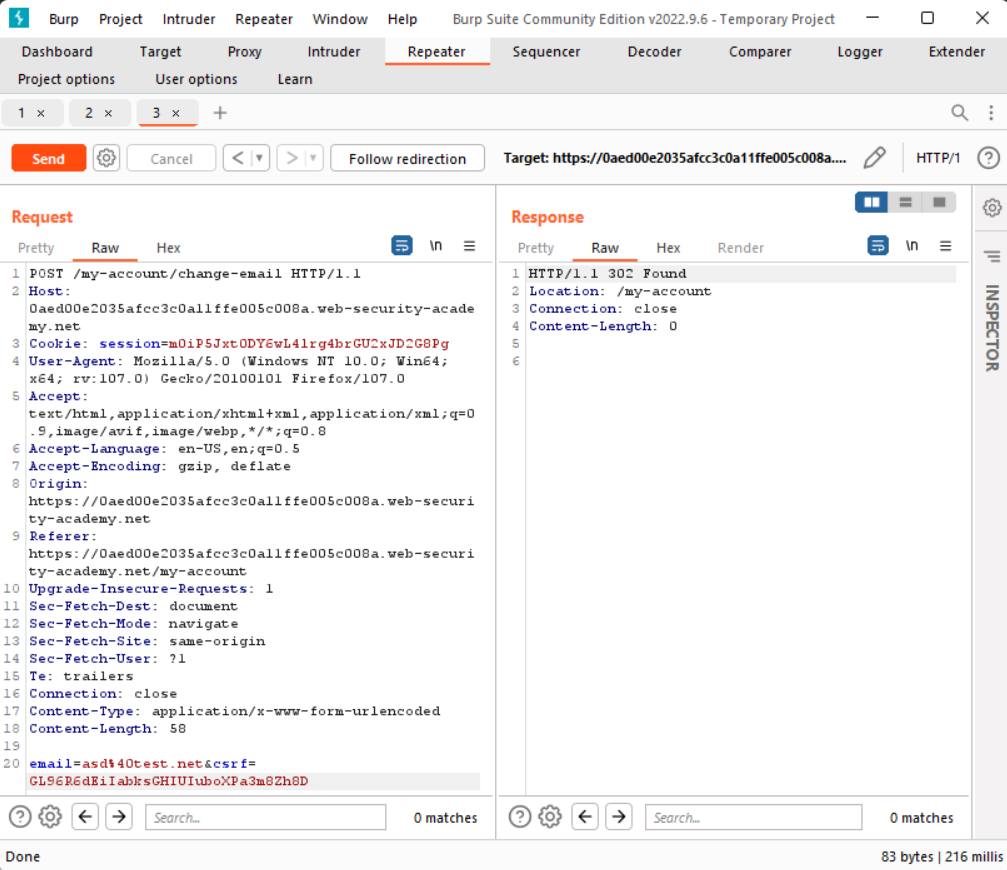 Burp Project Intruder Repeater Window Help Burp Suite Community Edition v2022.9.6 - Temporary Project
Dashboard Target Proxy Intruder Repeater Sequencer Decoder Comparer Logger Extender
Project options User options Learn
1 × 2 × 3 × +
Send Cancel < > Follow redirection Target: https://0aed00e2035afcc3c0a11ffe005c008a.... HTTP/1
Request
Pretty Raw Hex \n
1 POST /my-account/change-email HTTP/1.1
2 Host:
0aed00e2035afcc3c0a11ffe005c008a.web-security-acade
my.net
3 Cookie: session=m0iP5JxtODY6wL4lrg4brGU2xJD2G8Pg
4 User-Agent: Mozilla/5.0 (Windows NT 10.0; Win64;
x64; rv:107.0) Gecko/20100101 Firefox/107.0
5 Accept:
text/html,application/xhtml+xml,application/xml;q=0
.9,image/avif,image/webp,*/*;q=0.8
6 Accept-Language: en-US,en;q=0.5
7 Accept-Encoding: gzip, deflate
8 Origin:
https://0aed00e2035afcc3c0a11ffe005c008a.web-securi
ty-academy.net
9 Referer:
https://0aed00e2035afcc3c0a11ffe005c008a.web-securi
ty-academy.net/my-account
10 Upgrade-Insecure-Requests: 1
11 Sec-Fetch-Dest: document
12 Sec-Fetch-Mode: navigate
13 Sec-Fetch-Site: same-origin
14 Sec-Fetch-User: ?1
15 Te: trailers
16 Connection: close
17 Content-Type: application/x-www-form-urlencoded
18 Content-Length: 58
19
20 email=asd%40test.net&csrf=
GL96R6dEiIabksGHIUIuboXPa3m8Zh8D
Search... 0 matches
Response
Pretty Raw Hex Render \n
1 HTTP/1.1 302 Found
2 Location: /my-account
3 Connection: close
4 Content-Length: 0
5
6
Search... 0 matches
INSPECTOR
Done 83 bytes | 216 millis